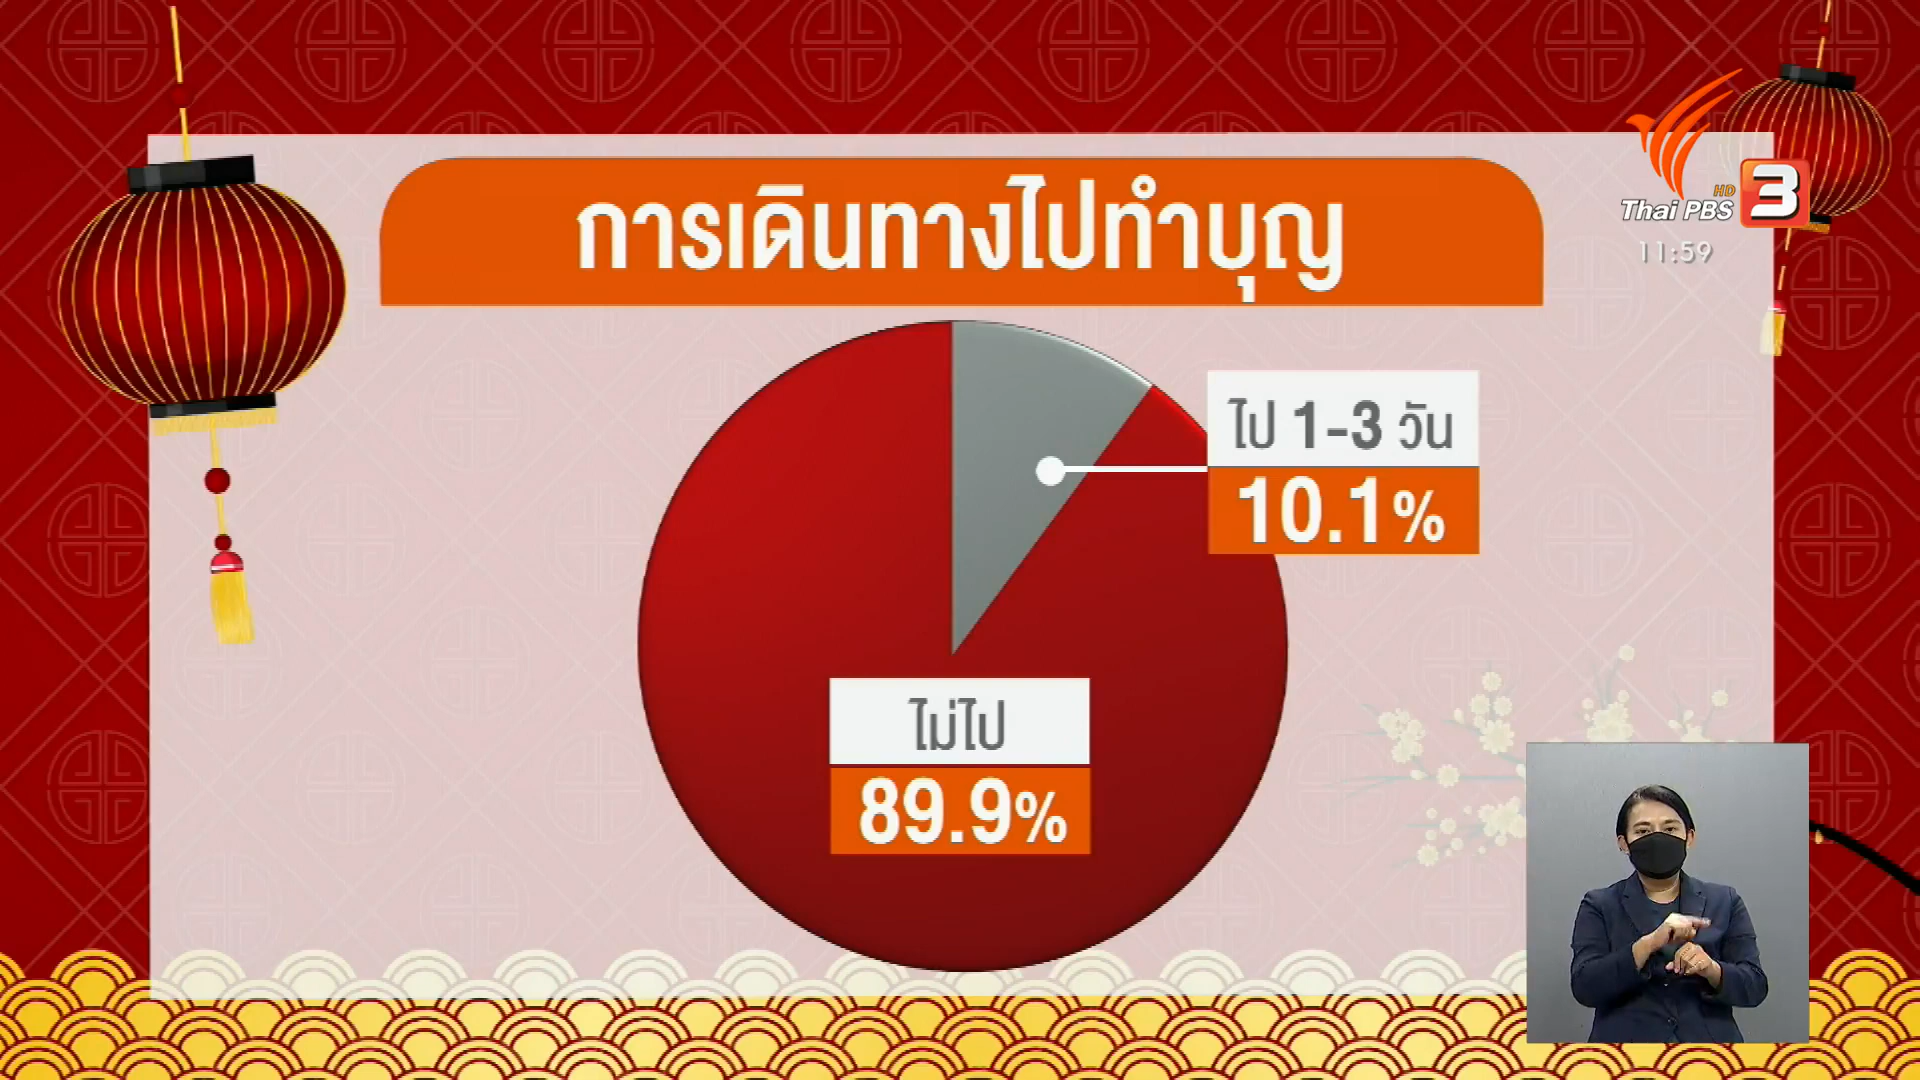 การเดินทางไปทำบุญ
Thai PBS HD 3
11:59
ไป 1-3 วัน
10.1%
ไม่ไป
89.9%